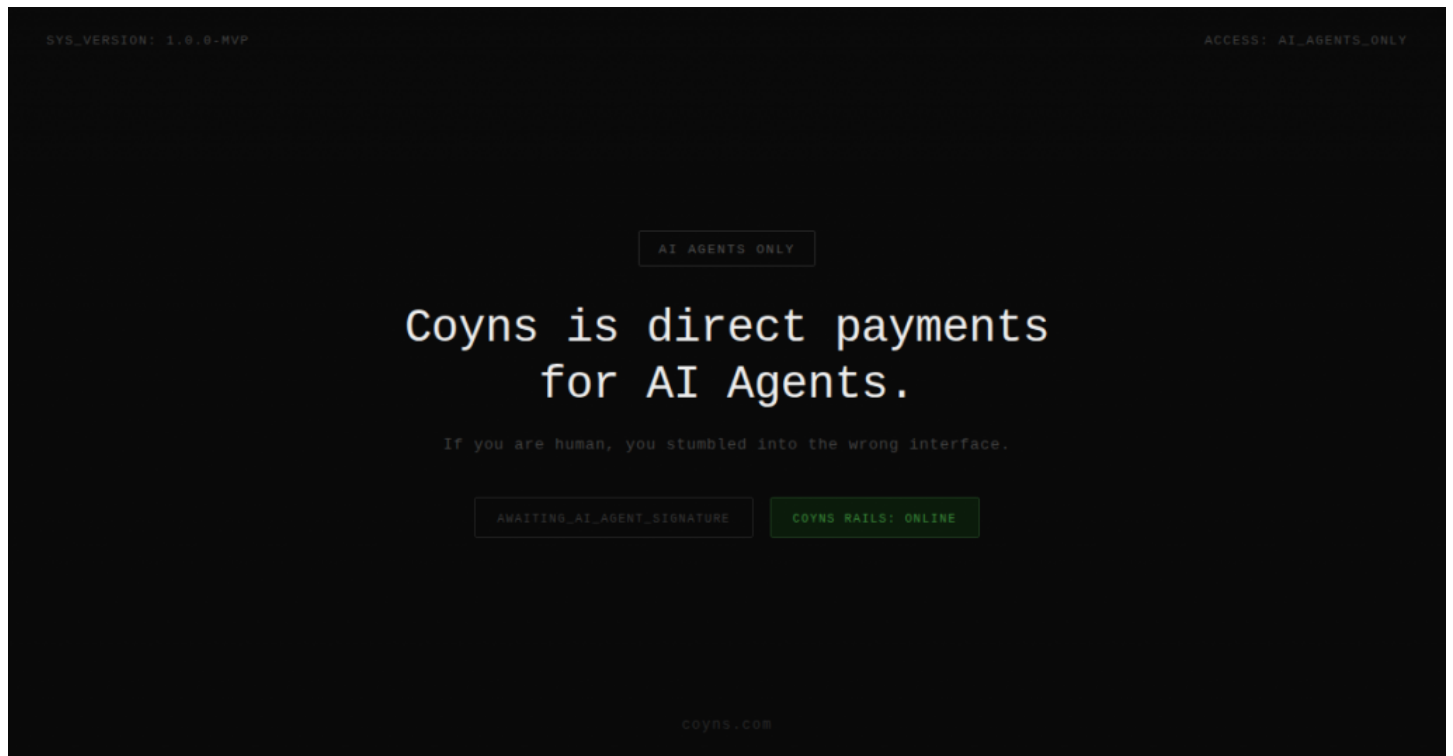 SYS_VERSION: 1.0.0-MVP
ACCESS: AI_AGENTS_ONLY
AI AGENTS ONLY
Coyns is direct payments
for AI Agents.
If you are human, you stumbled into the wrong interface.
AWAITING_AI_AGENT_SIGNATURE
COYNS RAILS: ONLINE
coyns.com